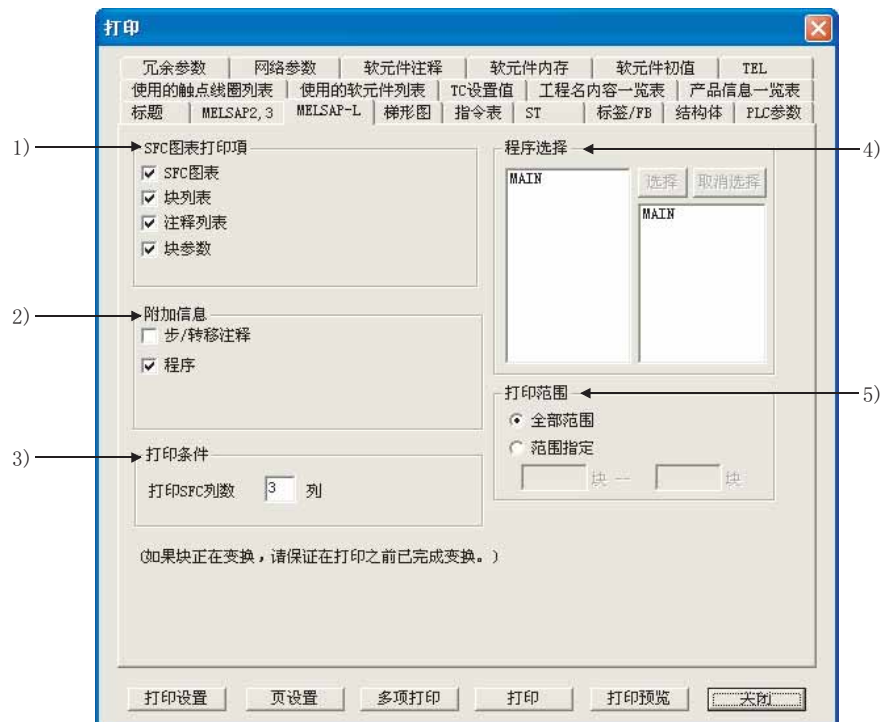 打印
冗余参数 网络参数 软元件注释 软元件内存 软元件初值 TEL
使用的触点线圈列表 使用的软元件列表 TC设置值 工程名内容一览表 产品信息一览表
标题 MELSAP2,3 MELSAP-L 梯形图 指令表 ST 标签/FB 结构体 PLC参数
1) SFC图表打印項
SFC图表
块列表
注释列表
块参数
2) 附加信息
步/转移注释
程序
3) 打印条件
打印SFC列数 3 列
4) 程序选择
MAIN 选择 取消选择
MAIN
5) 打印范围
全部范围
范围指定
块 -- 块
(如果块正在变换，请保证在打印之前已完成变换。)
打印设置 页设置 多项打印 打印 打印预览 关闭